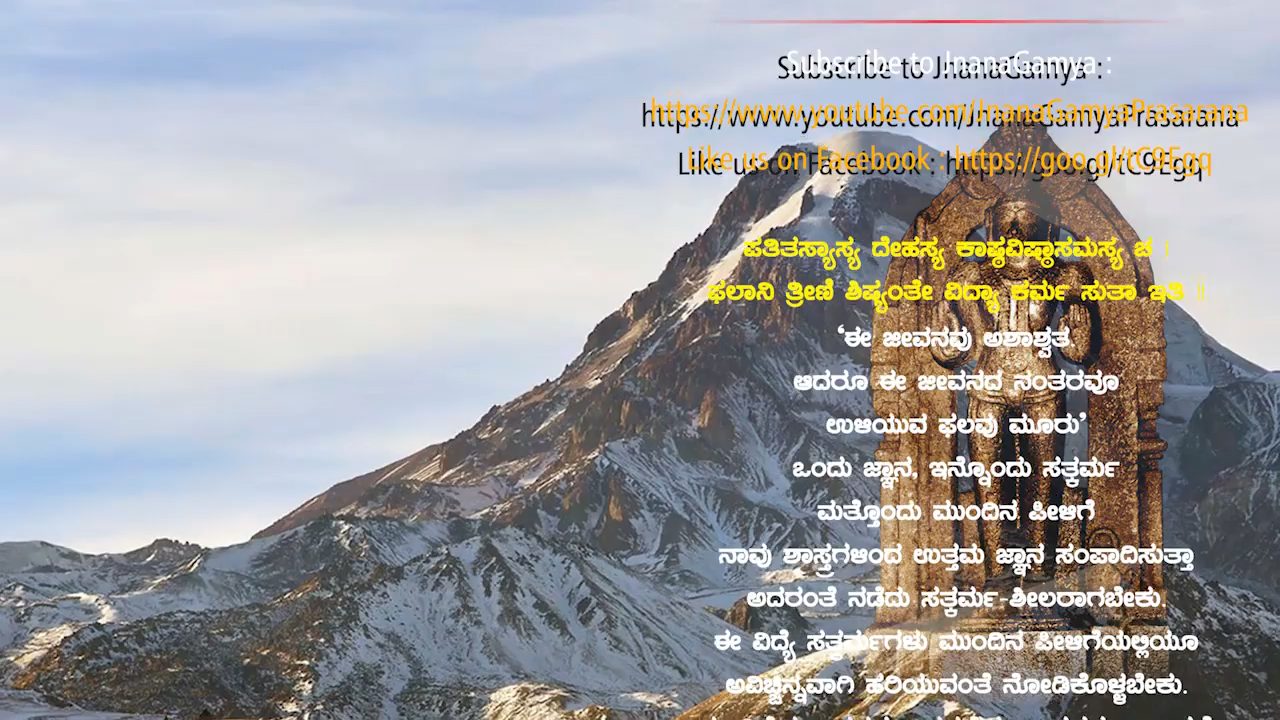 Subscribe to JnanaGamya :
https://www.youtube.com/JnanaGamyaPrasarana
Like us on Facebook : https://goo.gl/tC9Egq
ಪತಿತಸ್ಯಾಸ್ಯ ದೇಹಸ್ಯ ಕಾಷ್ಠವಿಷ್ಠಾಸಮಸ್ಯ ಚ ।
ಫಲಾನಿ ತ್ರೀಣಿ ಶಿಷ್ಯಂತೇ ವಿದ್ಯಾ ಕರ್ಮ ಸುತಾ ಇತಿ ॥
‘ಈ ಜೀವನವು ಅಶಾಶ್ವತ.
ಆದರೂ ಈ ಜೀವನದ ನಂತರವೂ
ಉಳಿಯುವ ಫಲವು ಮೂರು’
ಒಂದು ಜ್ಞಾನ, ಇನ್ನೊಂದು ಸತ್ಕರ್ಮ
ಮತ್ತೊಂದು ಮುಂದಿನ ಪೀಳಿಗೆ
ನಾವು ಶಾಸ್ತ್ರಗಳಿಂದ ಉತ್ತಮ ಜ್ಞಾನ ಸಂಪಾದಿಸುತ್ತಾ
ಅದರಂತೆ ನಡೆದು ಸತ್ಕರ್ಮ-ಶೀಲರಾಗಬೇಕು.
ಈ ವಿದ್ಯೆ ಸತ್ಕರ್ಮಗಳು ಮುಂದಿನ ಪೀಳಿಗೆಯಲ್ಲಿಯೂ
ಅವಿಚ್ಛಿನ್ನವಾಗಿ ಹರಿಯುವಂತೆ ನೋಡಿಕೊಳ್ಳಬೇಕು.